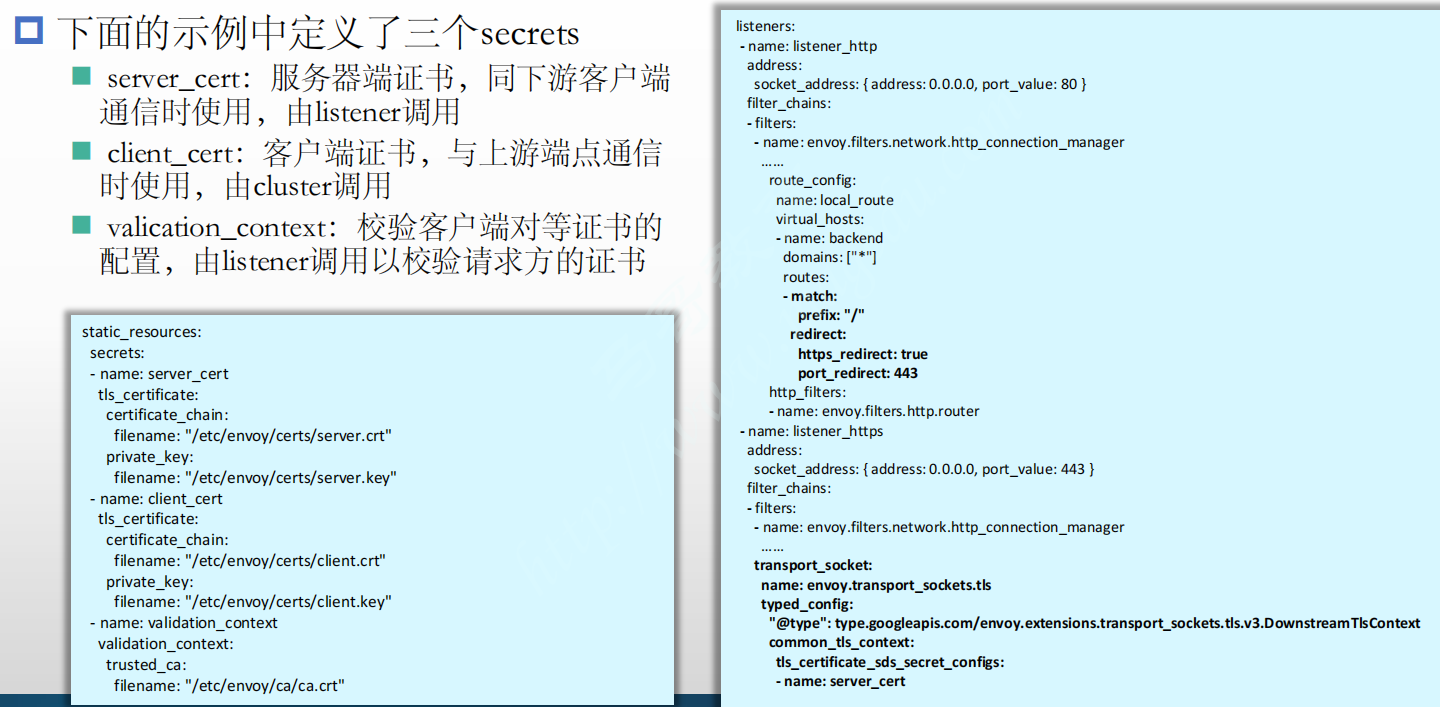 下面的示例中定义了三个secrets
server_cert：服务器端证书，同下游客户端
通信时使用，由listener调用
client_cert：客户端证书，与上游端点通信
时使用，由cluster调用
valication_context：校验客户端对等证书的
配置，由listener调用以校验请求方的证书
static_resources:
secrets:
- name: server_cert
tls_certificate:
certificate_chain:
filename: "/etc/envoy/certs/server.crt"
private_key:
filename: "/etc/envoy/certs/server.key"
- name: client_cert
tls_certificate:
certificate_chain:
filename: "/etc/envoy/certs/client.crt"
private_key:
filename: "/etc/envoy/certs/client.key"
- name: validation_context
validation_context:
trusted_ca:
filename: "/etc/envoy/ca/ca.crt"
listeners:
- name: listener_http
address:
socket_address: { address: 0.0.0.0, port_value: 80 }
filter_chains:
- filters:
- name: envoy.filters.network.http_connection_manager
……
route_config:
name: local_route
virtual_hosts:
- name: backend
domains: ["*"]
routes:
- match:
prefix: "/"
redirect:
https_redirect: true
port_redirect: 443
http_filters:
- name: envoy.filters.http.router
- name: listener_https
address:
socket_address: { address: 0.0.0.0, port_value: 443 }
filter_chains:
- filters:
- name: envoy.filters.network.http_connection_manager
……
transport_socket:
name: envoy.transport_sockets.tls
typed_config:
"@type": type.googleapis.com/envoy.extensions.transport_sockets.tls.v3.DownstreamTlsContext
common_tls_context:
tls_certificate_sds_secret_configs:
- name: server_cert